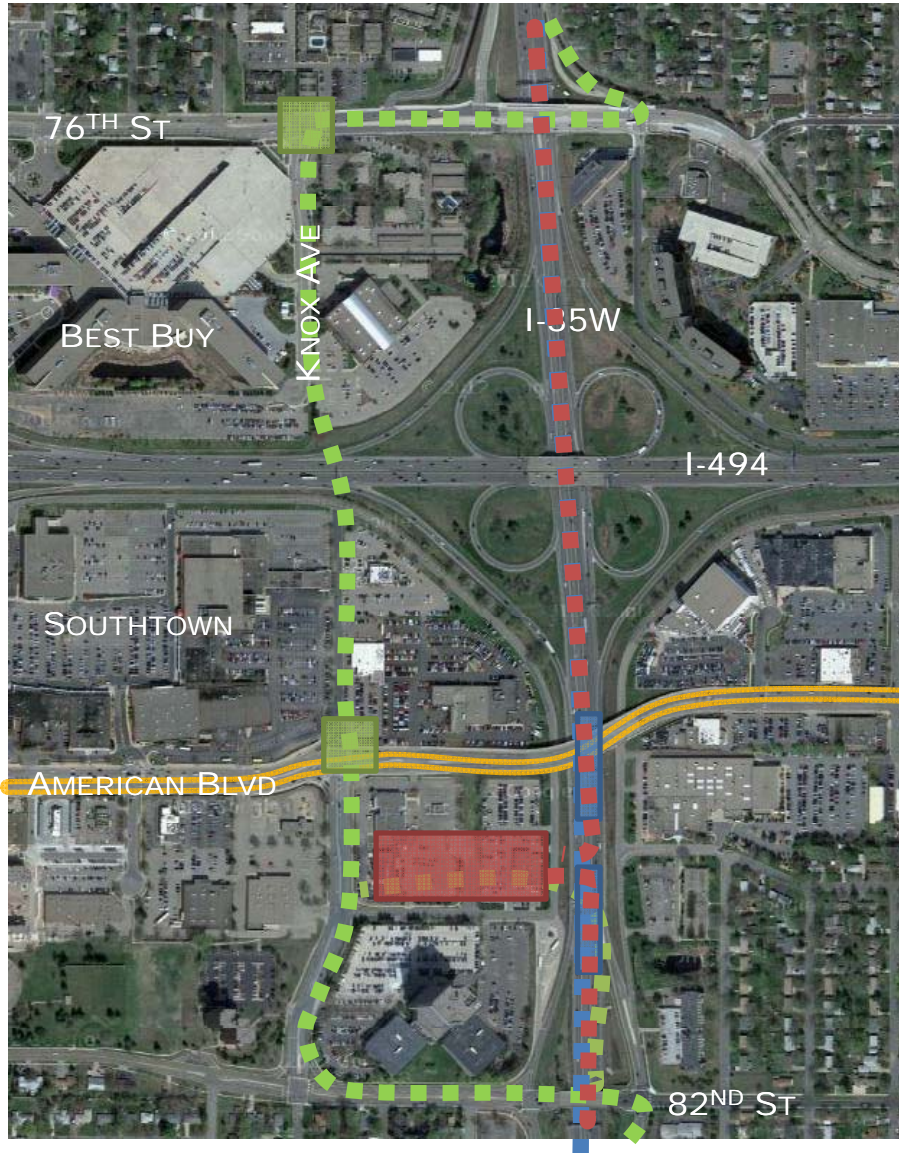 76TH ST
KNOX AVE
I-35W
BEST BUY
I-494
SOUTHTOWN
AMERICAN BLVD
82ND ST